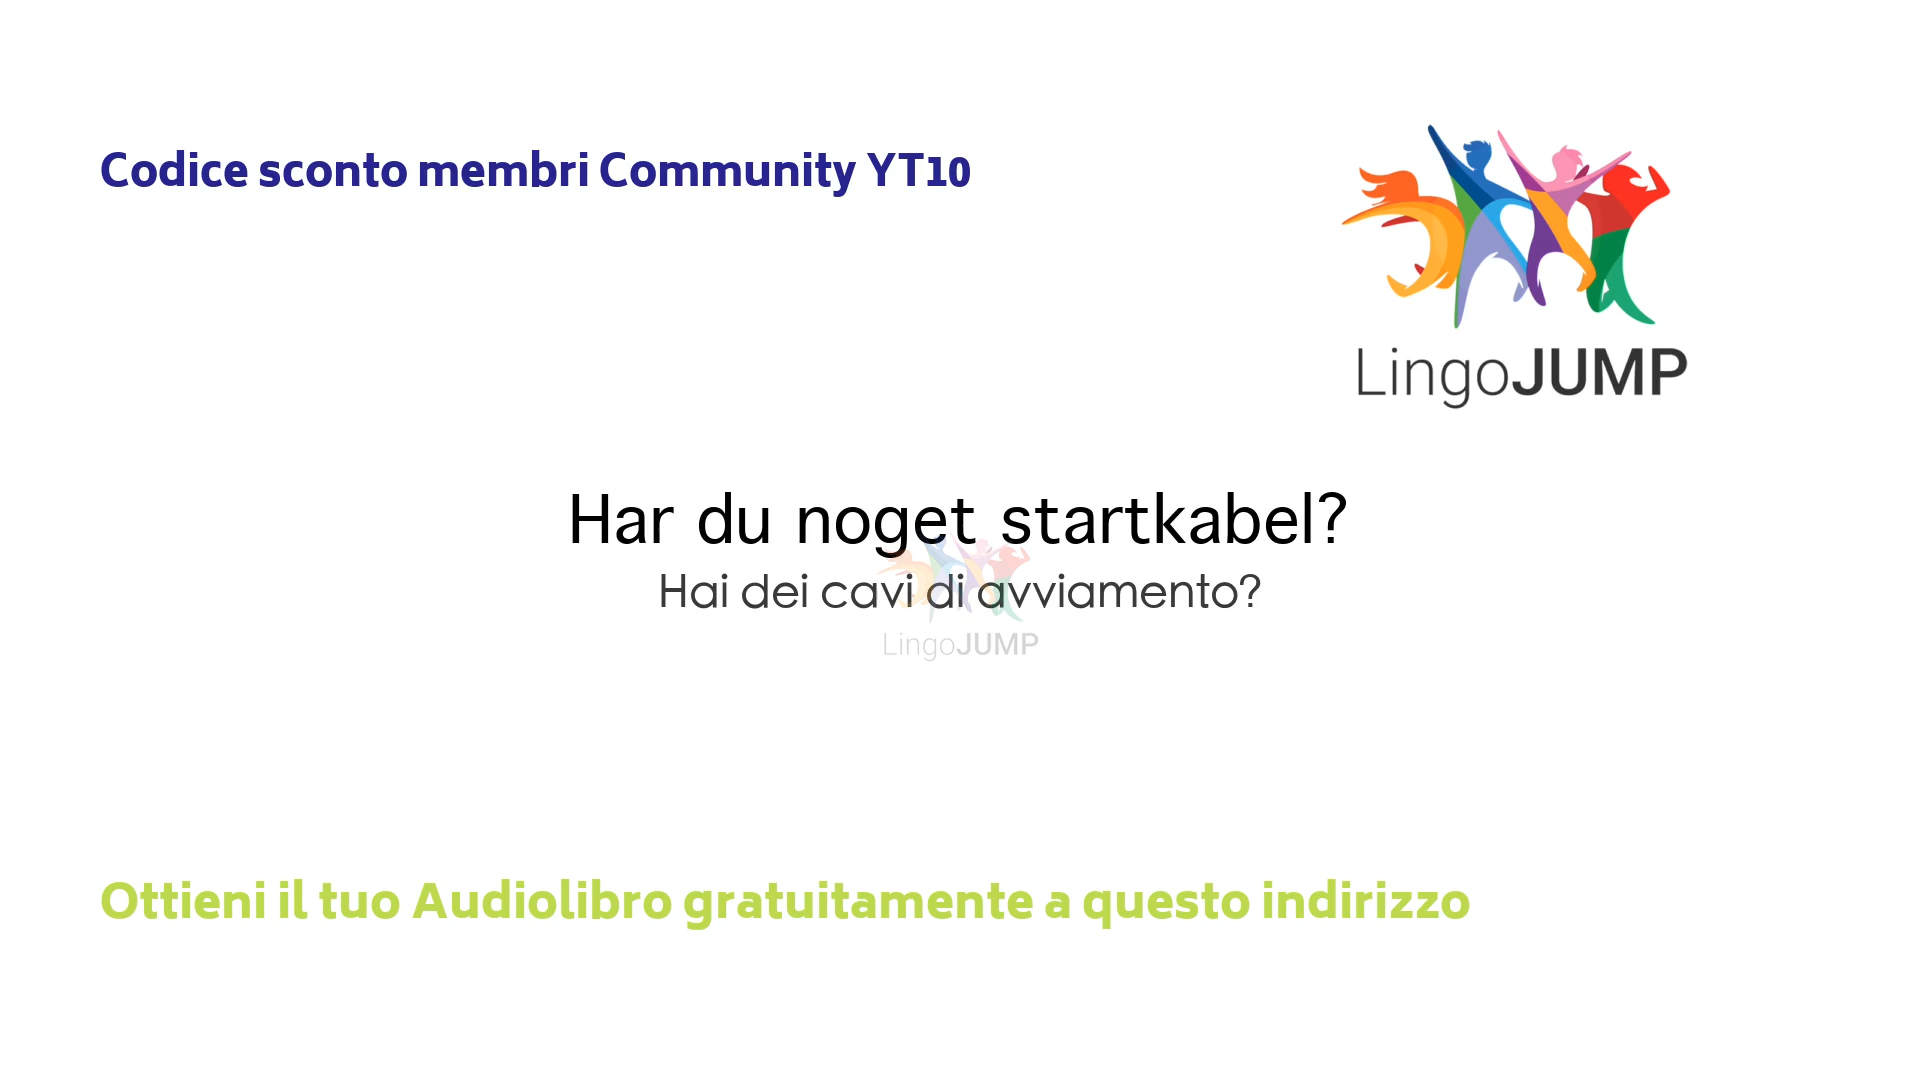 Codice sconto membri Community YT10
LingoJUMP
Har du noget startkabel?
Hai dei cavi di avviamento?
LingoJUMP
Ottieni il tuo Audiolibro gratuitamente a questo indirizzo